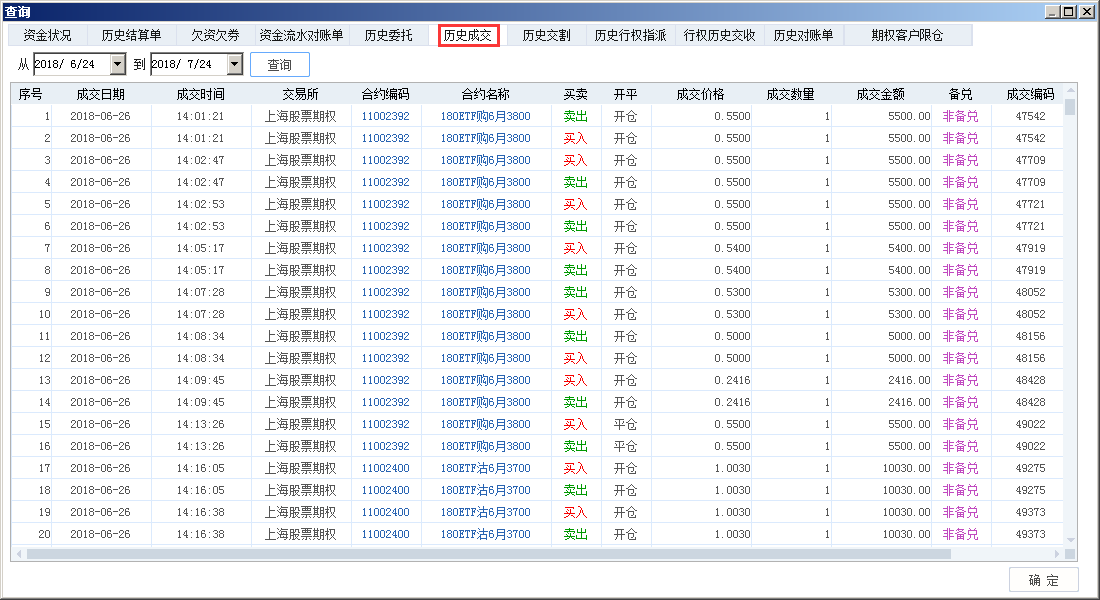 查询
资金状况 历史结算单 欠资欠券 资金流水对账单 历史委托 历史成交 历史交割 历史行权指派 行权历史交收 历史对账单 期权客户限仓
从 2018/ 6/24 到 2018/ 7/24 查询
序号 成交日期 成交时间 交易所 合约编码 合约名称 买卖 开平 成交价格 成交数量 成交金额 备兑 成交编码
1 2018-06-26 14:01:21 上海股票期权 11002392 180ETF购6月3800 卖出 开仓 0.5500 1 5500.00 非备兑 47542
2 2018-06-26 14:01:21 上海股票期权 11002392 180ETF购6月3800 买入 开仓 0.5500 1 5500.00 非备兑 47542
3 2018-06-26 14:02:47 上海股票期权 11002392 180ETF购6月3800 买入 开仓 0.5500 1 5500.00 非备兑 47709
4 2018-06-26 14:02:47 上海股票期权 11002392 180ETF购6月3800 卖出 开仓 0.5500 1 5500.00 非备兑 47709
5 2018-06-26 14:02:53 上海股票期权 11002392 180ETF购6月3800 买入 开仓 0.5500 1 5500.00 非备兑 47721
6 2018-06-26 14:02:53 上海股票期权 11002392 180ETF购6月3800 卖出 开仓 0.5500 1 5500.00 非备兑 47721
7 2018-06-26 14:05:17 上海股票期权 11002392 180ETF购6月3800 买入 开仓 0.5400 1 5400.00 非备兑 47919
8 2018-06-26 14:05:17 上海股票期权 11002392 180ETF购6月3800 卖出 开仓 0.5400 1 5400.00 非备兑 47919
9 2018-06-26 14:07:28 上海股票期权 11002392 180ETF购6月3800 卖出 开仓 0.5300 1 5300.00 非备兑 48052
10 2018-06-26 14:07:28 上海股票期权 11002392 180ETF购6月3800 买入 开仓 0.5300 1 5300.00 非备兑 48052
11 2018-06-26 14:08:34 上海股票期权 11002392 180ETF购6月3800 卖出 开仓 0.5000 1 5000.00 非备兑 48156
12 2018-06-26 14:08:34 上海股票期权 11002392 180ETF购6月3800 买入 开仓 0.5000 1 5000.00 非备兑 48156
13 2018-06-26 14:09:45 上海股票期权 11002392 180ETF购6月3800 买入 开仓 0.2416 1 2416.00 非备兑 48428
14 2018-06-26 14:09:45 上海股票期权 11002392 180ETF购6月3800 卖出 开仓 0.2416 1 2416.00 非备兑 48428
15 2018-06-26 14:13:26 上海股票期权 11002392 180ETF购6月3800 买入 平仓 0.5500 1 5500.00 非备兑 49022
16 2018-06-26 14:13:26 上海股票期权 11002392 180ETF购6月3800 卖出 平仓 0.5500 1 5500.00 非备兑 49022
17 2018-06-26 14:16:05 上海股票期权 11002400 180ETF沽6月3700 买入 开仓 1.0030 1 10030.00 非备兑 49275
18 2018-06-26 14:16:05 上海股票期权 11002400 180ETF沽6月3700 卖出 开仓 1.0030 1 10030.00 非备兑 49275
19 2018-06-26 14:16:38 上海股票期权 11002400 180ETF沽6月3700 买入 开仓 1.0030 1 10030.00 非备兑 49373
20 2018-06-26 14:16:38 上海股票期权 11002400 180ETF沽6月3700 卖出 开仓 1.0030 1 10030.00 非备兑 49373
确 定